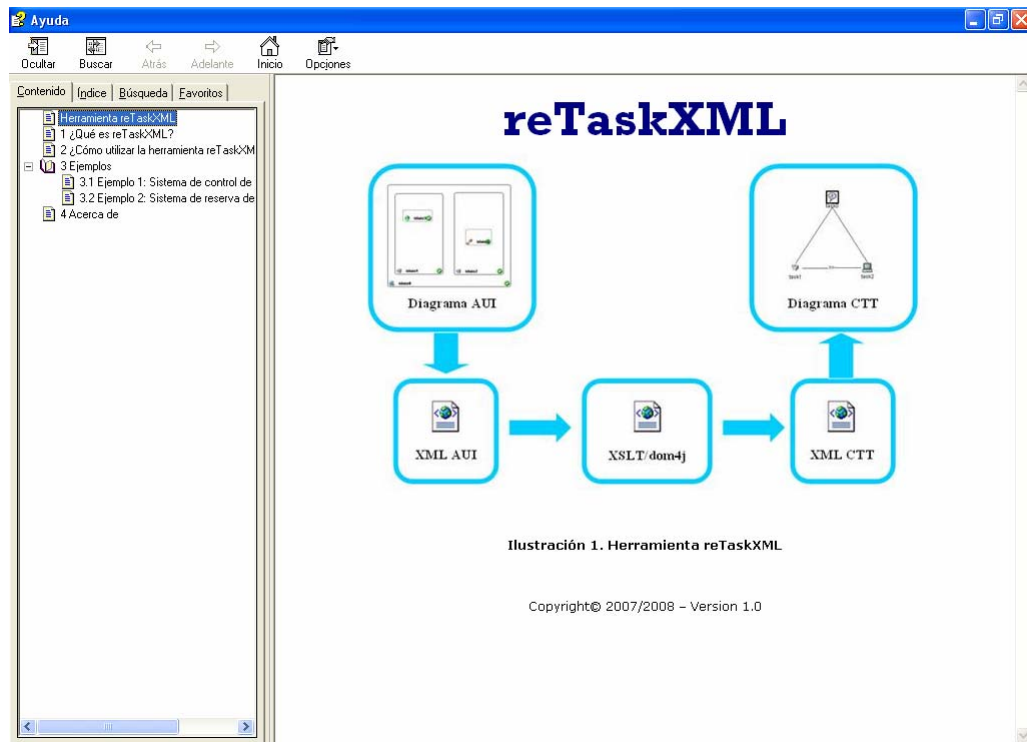 Ayuda
Ocultar Buscar Atrás Adelante Inicio Opciones
Contenido Índice Búsqueda Favoritos
Herramienta reTaskXML
1 ¿Qué es reTaskXML?
2 ¿Cómo utilizar la herramienta reTaskXM
3 Ejemplos
3.1 Ejemplo 1: Sistema de control de
3.2 Ejemplo 2: Sistema de reserva de
4 Acerca de
reTaskXML
task1 task2
Diagrama AUI Diagrama CTT
XML AUI XSLT/dom4j XML CTT
Ilustración 1. Herramienta reTaskXML
Copyright© 2007/2008 – Version 1.0